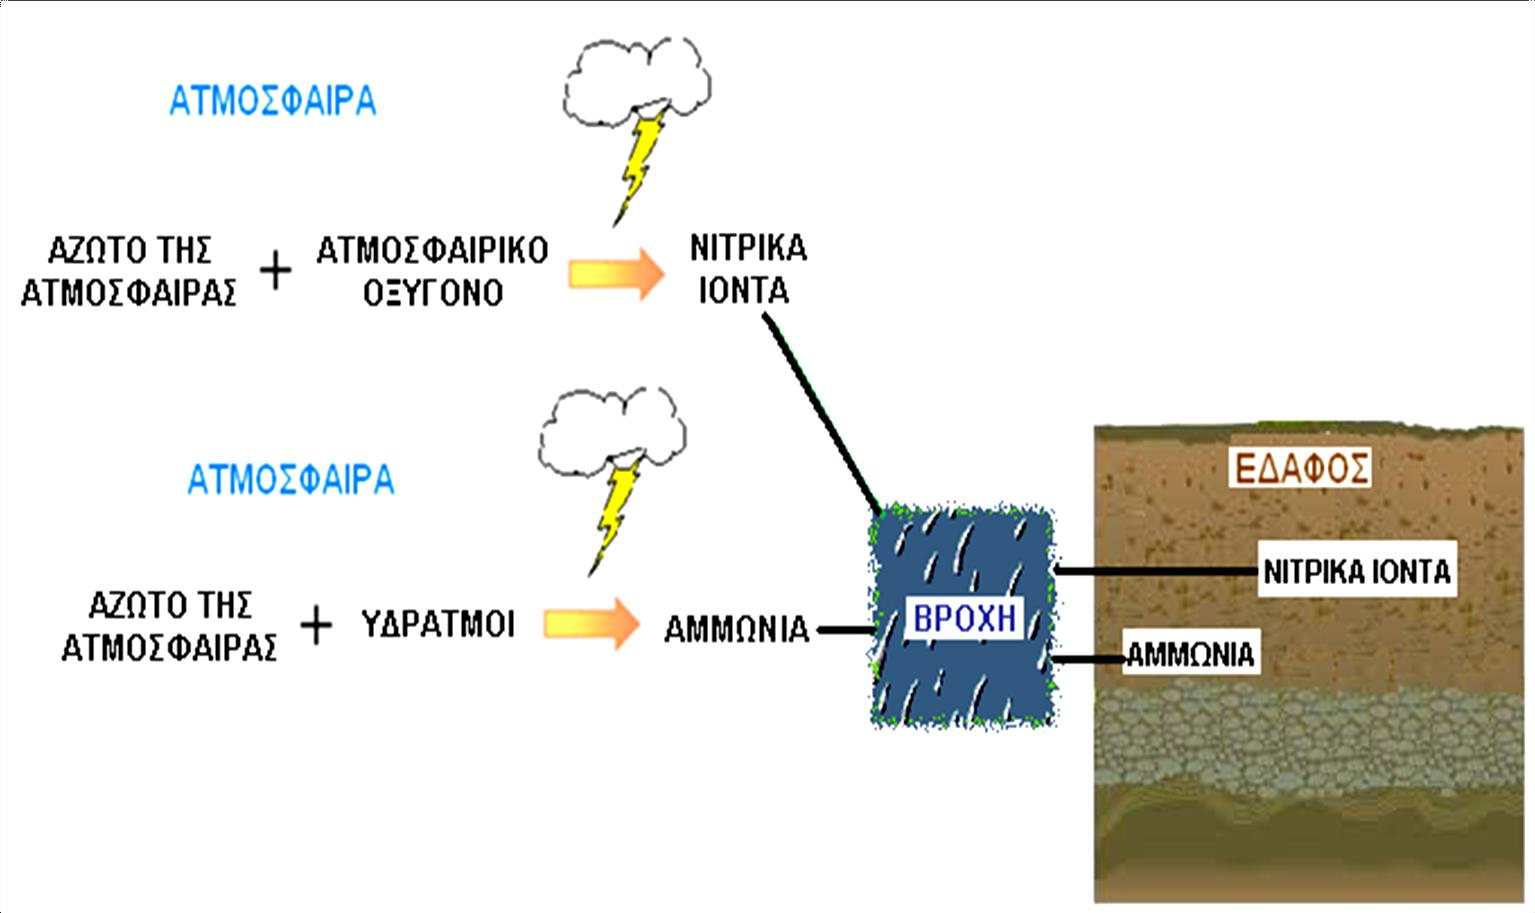 ΑΤΜΟΣΦΑΙΡΑ
ΑΖΩΤΟ ΤΗΣ
ΑΤΜΟΣΦΑΙΡΑΣ
+
ΑΤΜΟΣΦΑΙΡΙΚΟ
ΟΞΥΓΟΝΟ
ΝΙΤΡΙΚΑ
ΙΟΝΤΑ
ΑΤΜΟΣΦΑΙΡΑ
ΑΖΩΤΟ ΤΗΣ
ΑΤΜΟΣΦΑΙΡΑΣ
+
ΥΔΡΑΤΜΟΙ
ΑΜΜΩΝΙΑ
ΒΡΟΧΗ
ΕΔΑΦΟΣ
ΝΙΤΡΙΚΑ ΙΟΝΤΑ
ΑΜΜΩΝΙΑ